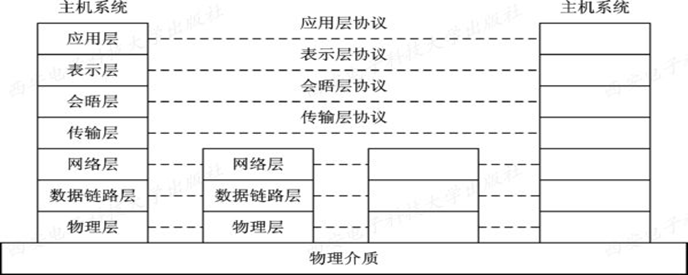 主机系统 主机系统
应用层 应用层协议
表示层 表示层协议
会晤层 会晤层协议
传输层 传输层协议
网络层 网络层
数据链路层 数据链路层
物理层 物理层
物理介质